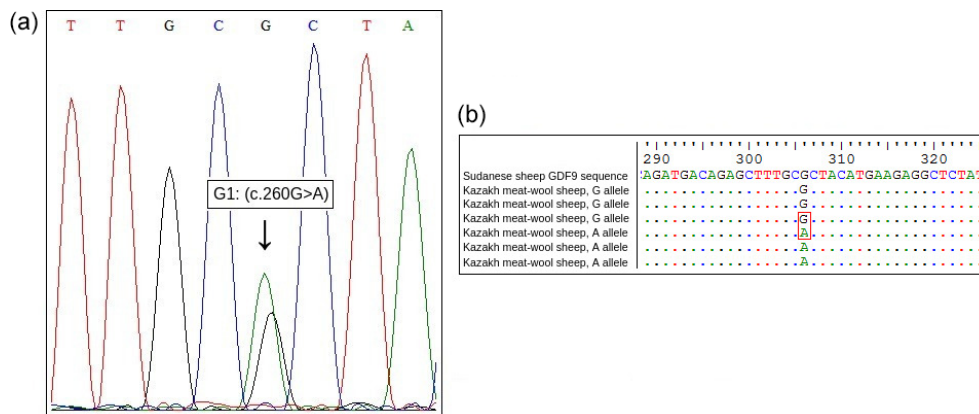 (a)
T T G C G C T A
G1: (c.260G>A)
(b)
290 300 310 320
Sudanese sheep GDF9 sequence AGATGACAGAGCTTTGCGCTACATGAAGAGGCTCTAT
Kazakh meat-wool sheep, G allele .................G...................
Kazakh meat-wool sheep, G allele .................G...................
Kazakh meat-wool sheep, G allele .................G...................
Kazakh meat-wool sheep, A allele .................A...................
Kazakh meat-wool sheep, A allele .................A...................
Kazakh meat-wool sheep, A allele .................A...................